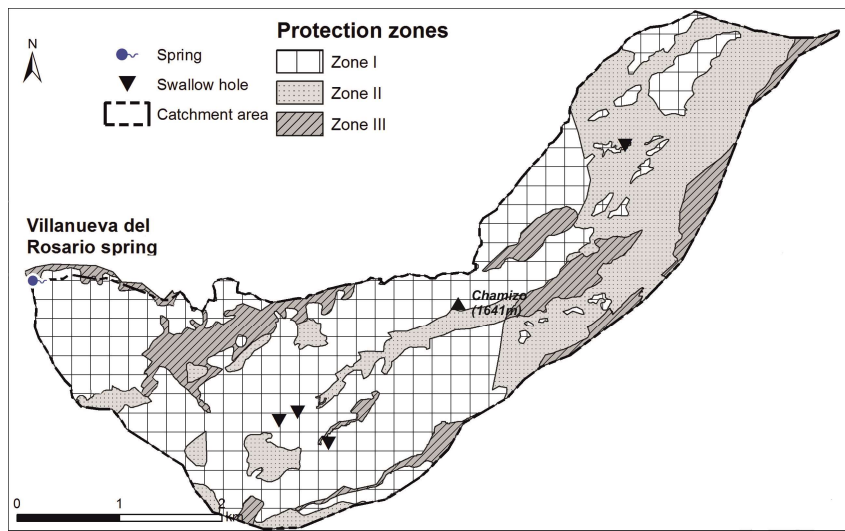 Protection zones
N
Spring
Swallow hole
Catchment area
Zone I
Zone II
Zone III
Villanueva del
Rosario spring
Chamizo
(1641m)
0 1 2
km